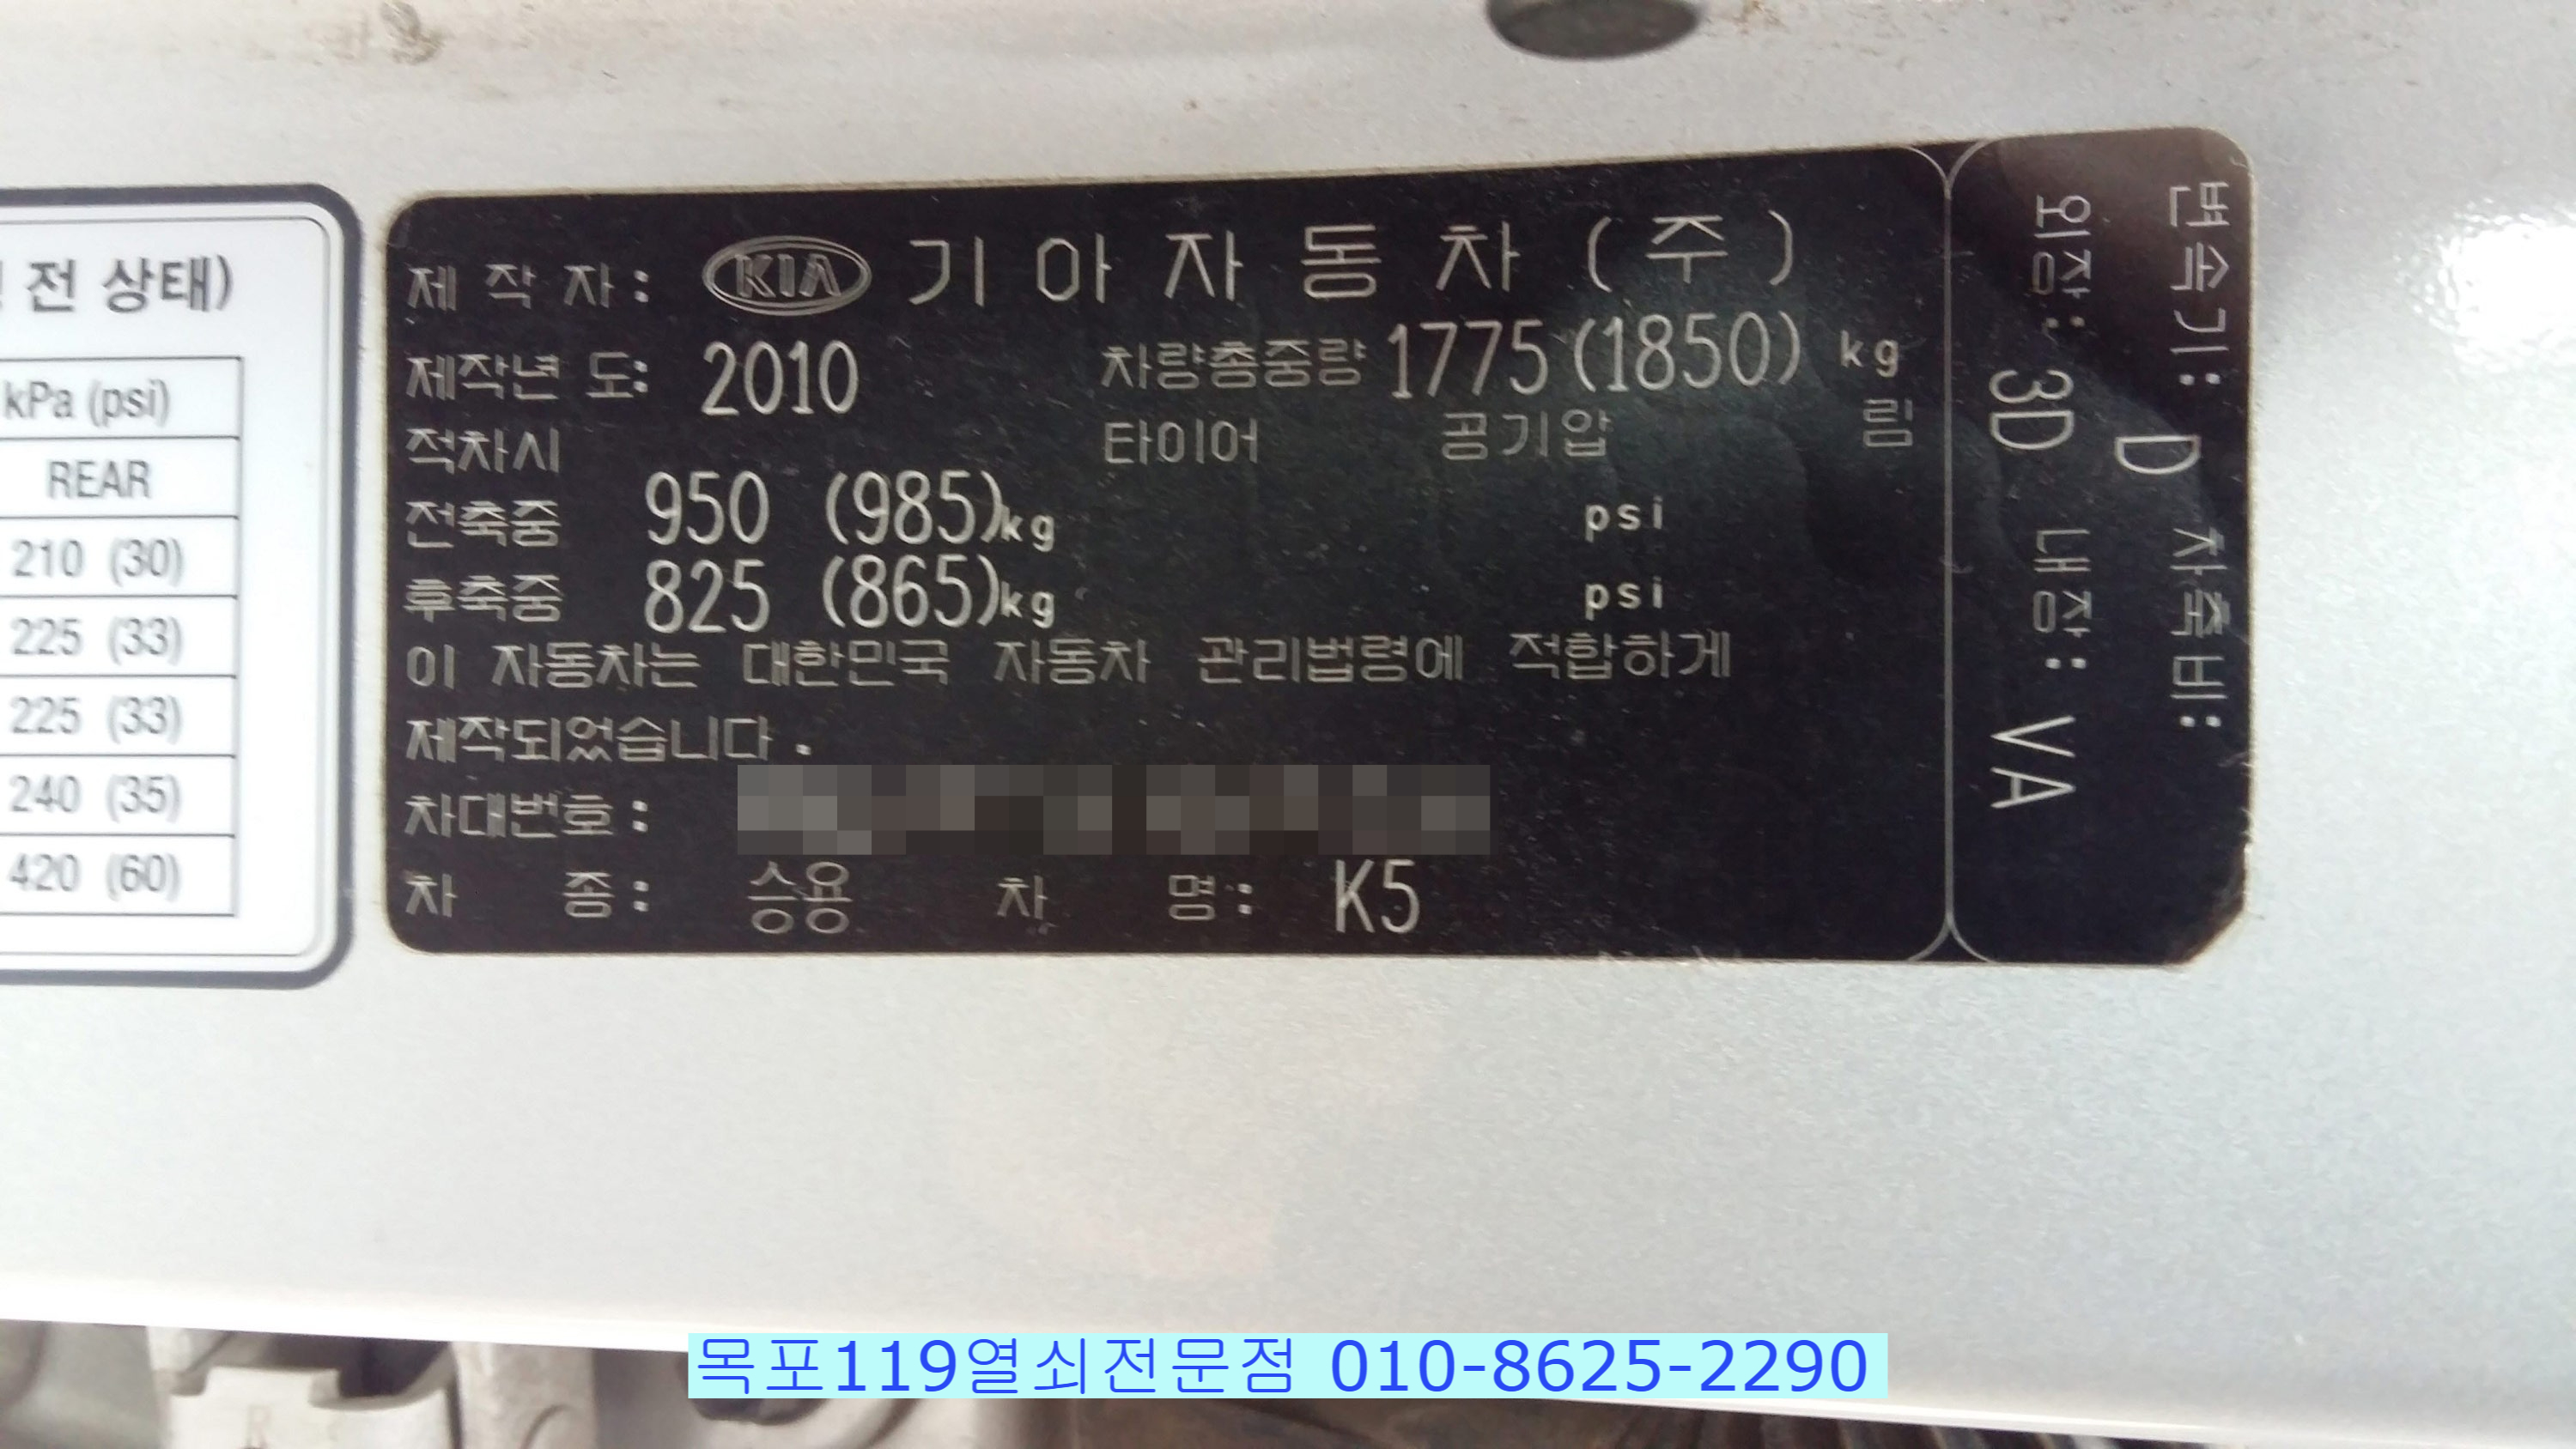 전 상태)
kPa (psi)
REAR
210 (30)
225 (33)
225 (33)
240 (35)
420 (60)
제 작 자 : KIA 기 아 자 동 차 ( 주 )
제작년 도: 2010 차량총중량 1775 (1850) kg
적차시 타이어 공기압 림
전축중 950 (985)kg psi
후축중 825 (865)kg psi
이 자동차는 대한민국 자동차 관리법령에 적합하게
제작되었습니다 .
차대번호 :
차 종 : 승용 차 명 : K5
변속기: D 차축비:
외장: 3D 내장: VA
목포119열쇠전문점 010-8625-2290